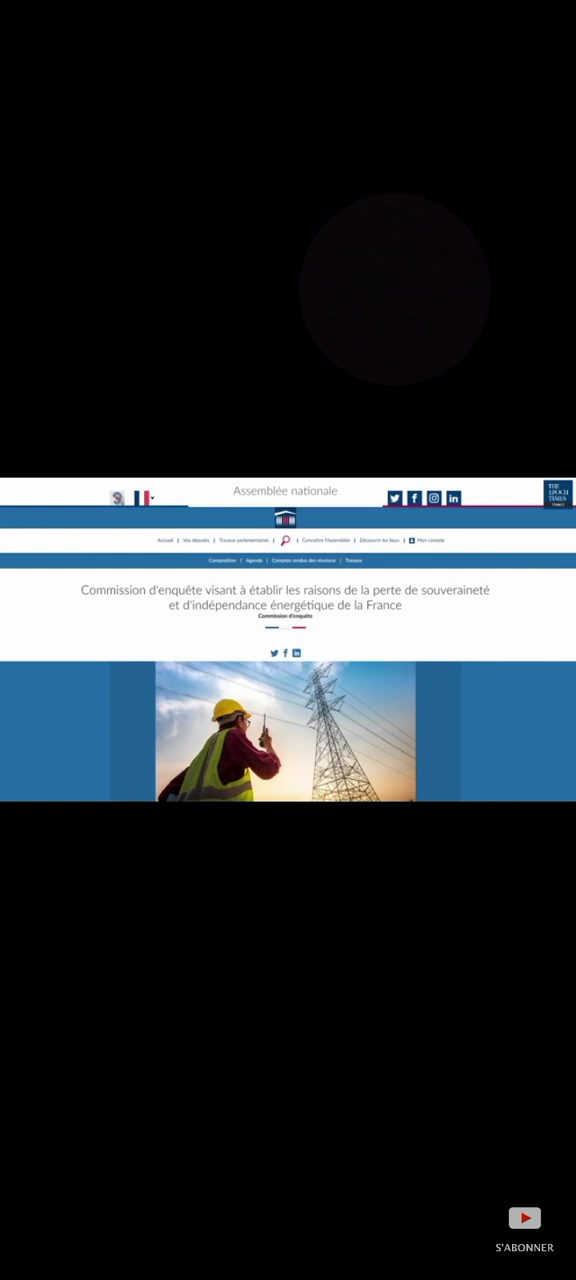 Assemblée nationale
THE
EPOCH
TIMES
FRANCE
Accueil | Vos députés | Travaux parlementaires | | Connaître l'Assemblée | Découvrir les lieux | Mon compte
Composition | Agenda | Comptes rendus des réunions | Travaux
Commission d'enquête visant à établir les raisons de la perte de souveraineté
et d'indépendance énergétique de la France
Commission d'enquête
S'ABONNER